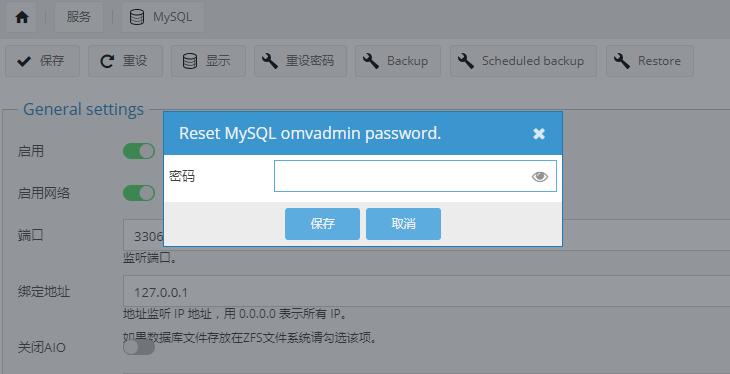 服务 MySQL
保存 重设 显示 重设密码 Backup Scheduled backup Restore
General settings
Reset MySQL omvadmin password.
启用
密码
启用网络
保存 取消
端口 3306
监听端口。
绑定地址 127.0.0.1
地址监听 IP 地址，用 0.0.0.0 表示所有 IP。
如果数据库文件存放在ZFS文件系统请勾选该项。
关闭AIO